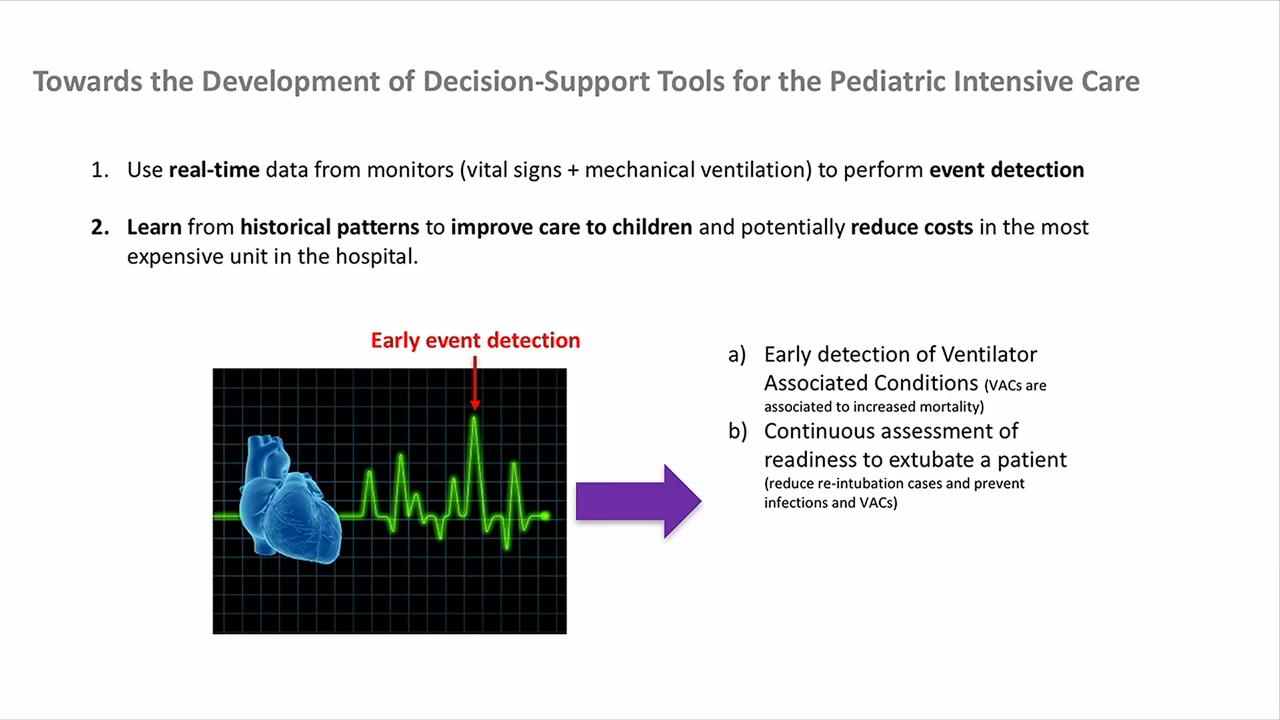 Towards the Development of Decision-Support Tools for the Pediatric Intensive Care
1. Use real-time data from monitors (vital signs + mechanical ventilation) to perform event detection
2. Learn from historical patterns to improve care to children and potentially reduce costs in the most
expensive unit in the hospital.
Early event detection
a) Early detection of Ventilator
Associated Conditions (VACs are
associated to increased mortality)
b) Continuous assessment of
readiness to extubate a patient
(reduce re-intubation cases and prevent
infections and VACs)